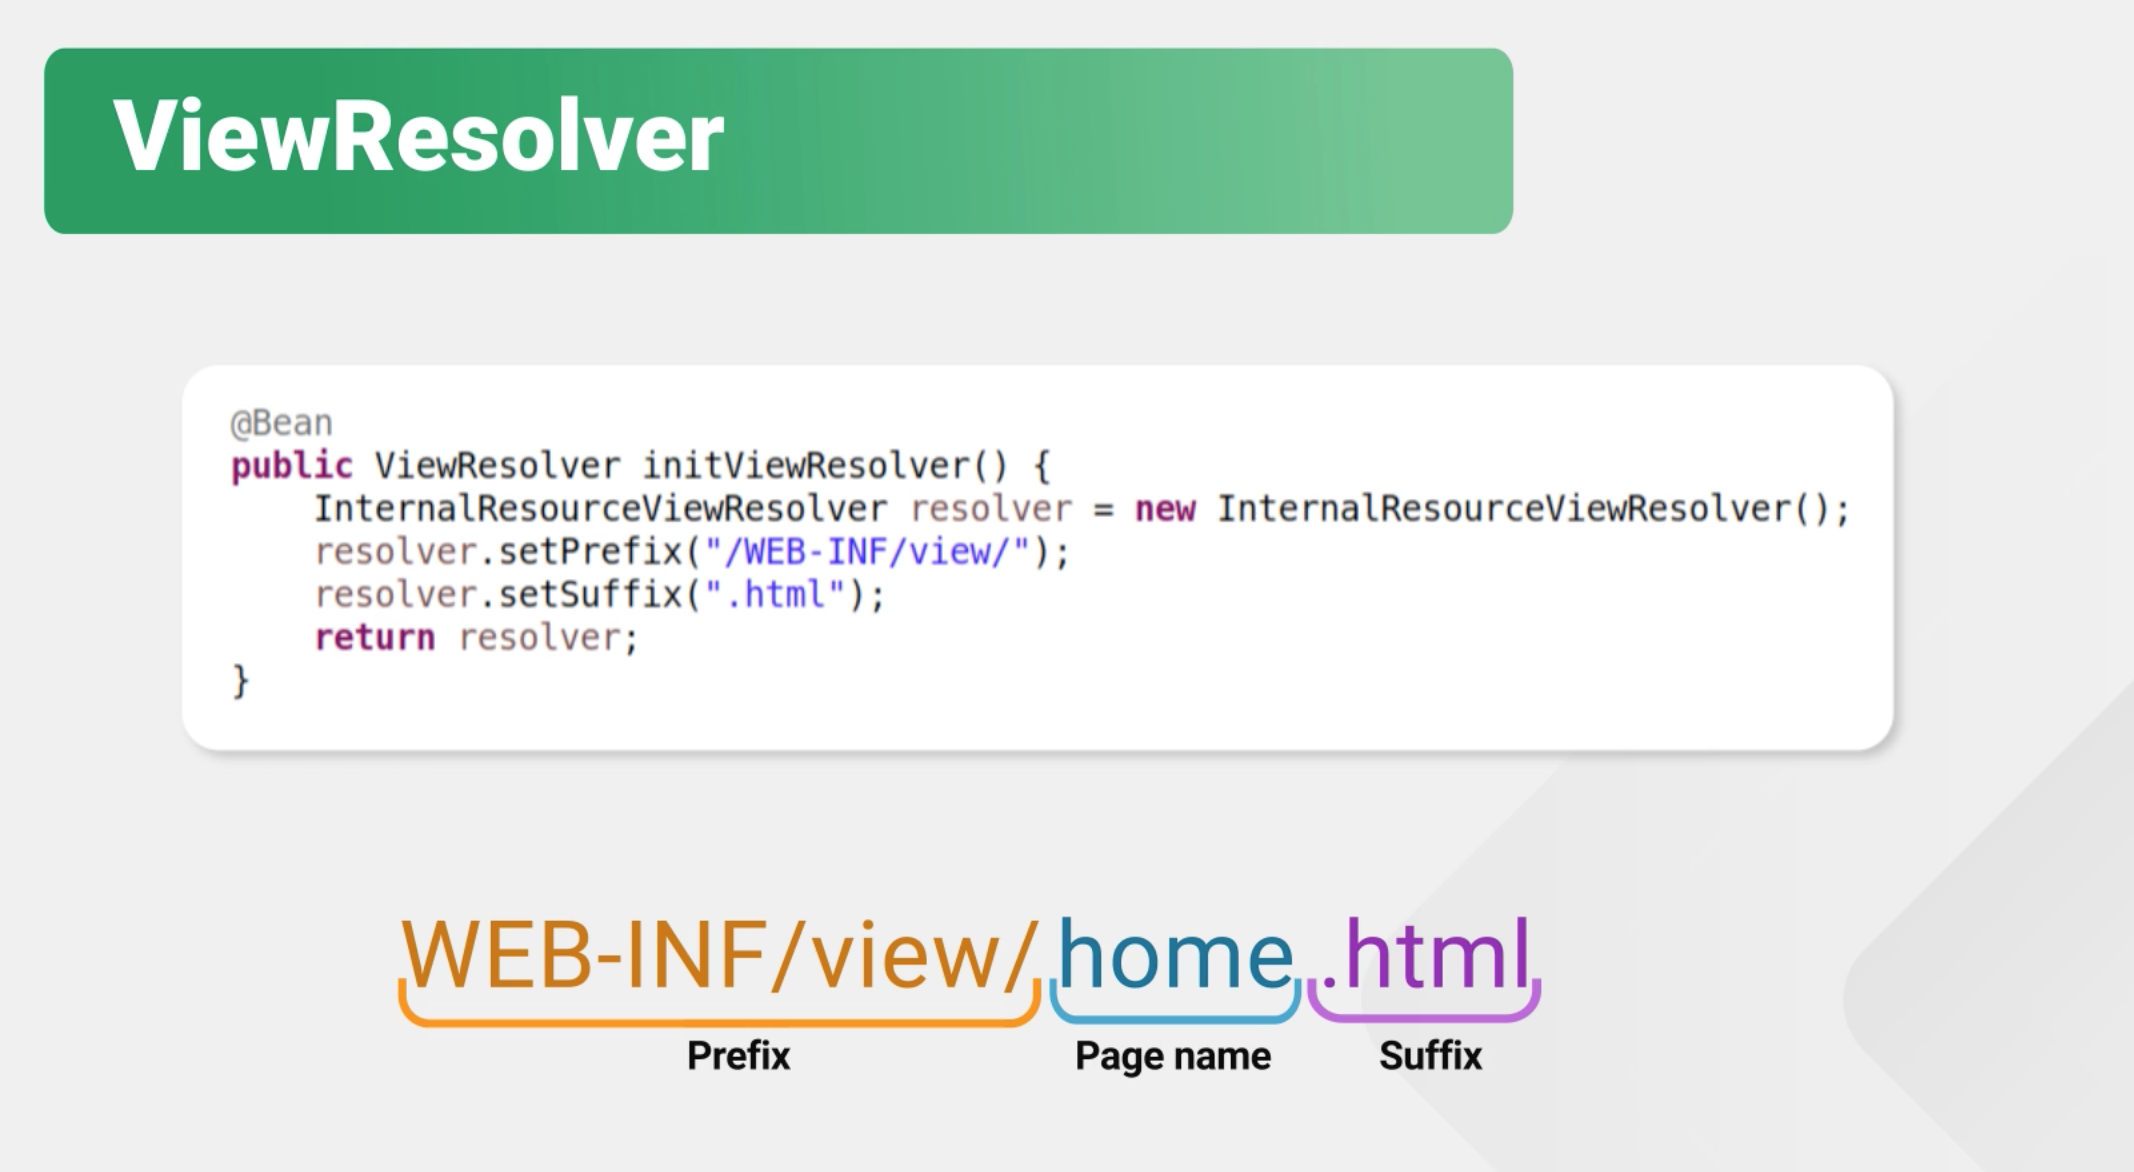 ViewResolver
@Bean
public ViewResolver initViewResolver() {
    InternalResourceViewResolver resolver = new InternalResourceViewResolver();
    resolver.setPrefix("/WEB-INF/view/");
    resolver.setSuffix(".html");
    return resolver;
}
WEB-INF/view/ home .html
Prefix Page name Suffix